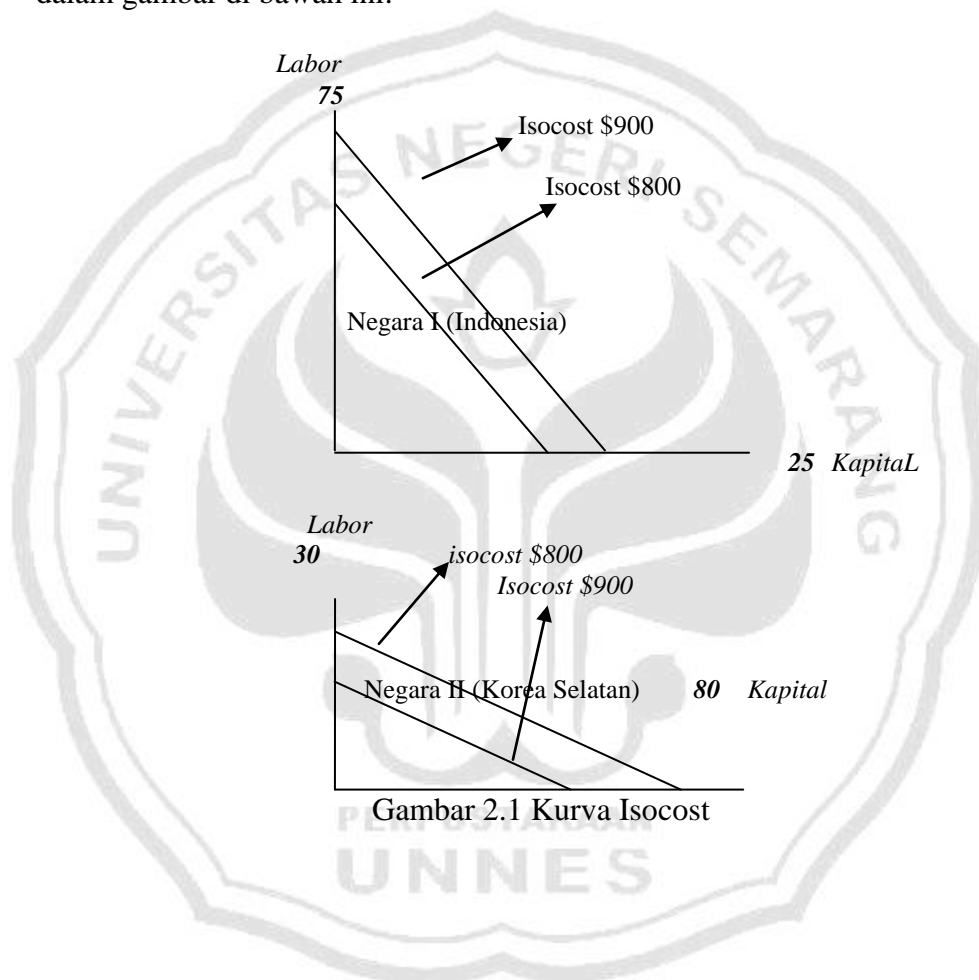 dalam gambar di bawah ini:
Labor
75
Isocost $900
Isocost $800
Negara I (Indonesia)
25 KapitaL
Labor
30
isocost $800
Isocost $900
Negara II (Korea Selatan) 80 Kapital
Gambar 2.1 Kurva Isocost
UNIVERSITAS NEGERI SEMARANG
PERPUSTAKAAN
UNNES